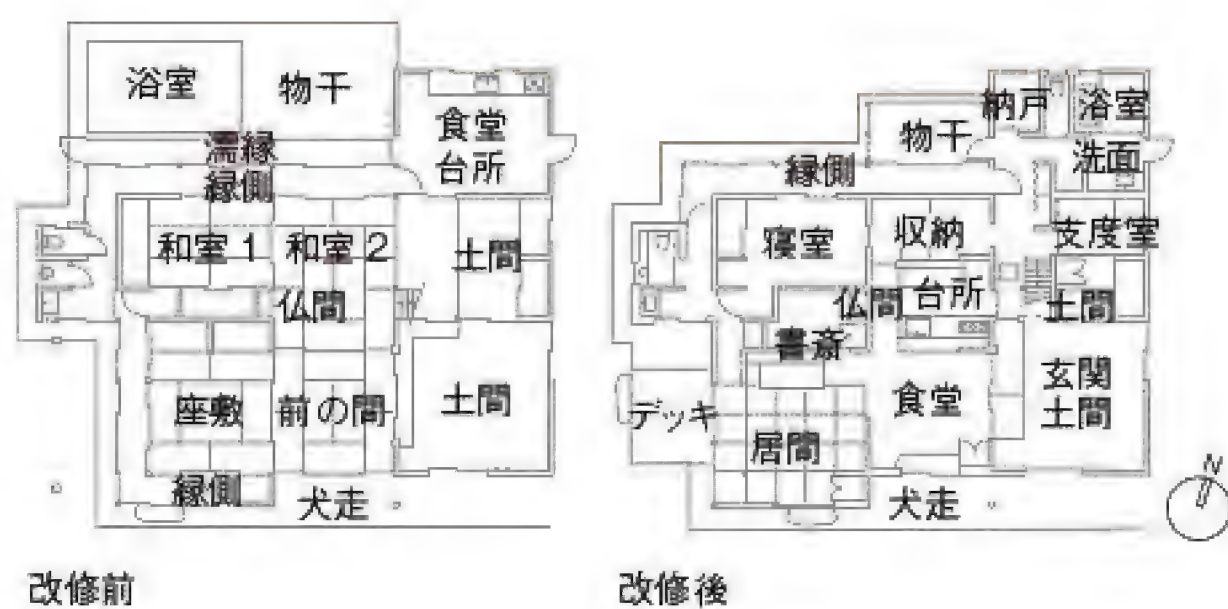 浴室
物干
食堂
台所
濡縁
縁側
和室 1
和室 2
土間
仏間
座敷
前の間
土間
縁側
犬走
改修前
納戸
浴室
物干
洗面
縁側
寝室
収納
支度室
仏間
台所
土間
書斎
玄関
土間
食堂
デッキ
居間
犬走
N
改修後